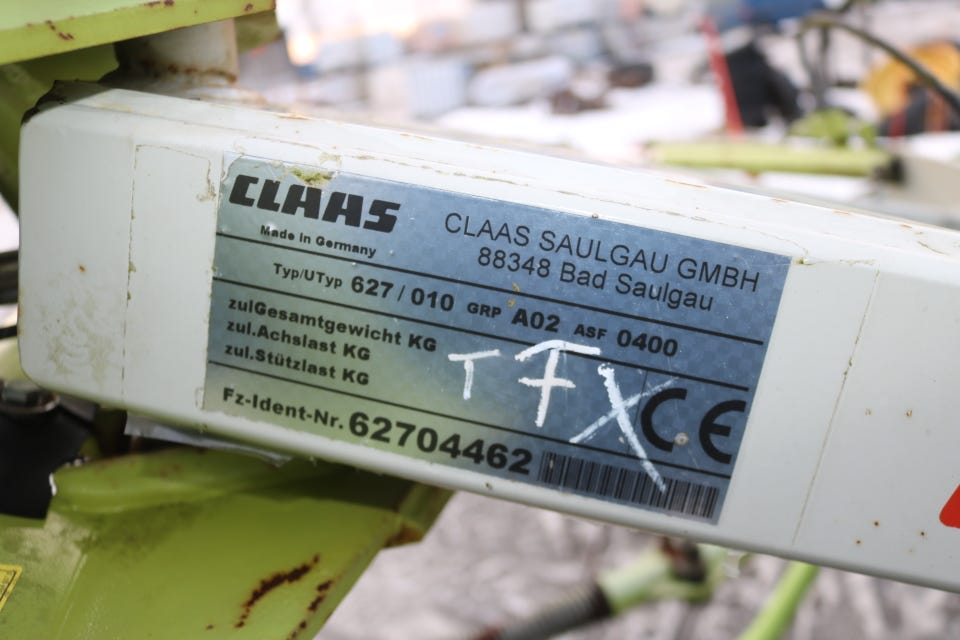 CLAAS
Made in Germany
CLAAS SAULGAU GMBH
88348 Bad Saulgau
Typ/UTyp 627/010 GRP A02 ASF 0400
zulGesamtgewicht KG
zul.Achslast KG
zul.Stützlast KG
TFX
CE
Fz-Ident-Nr. 62704462